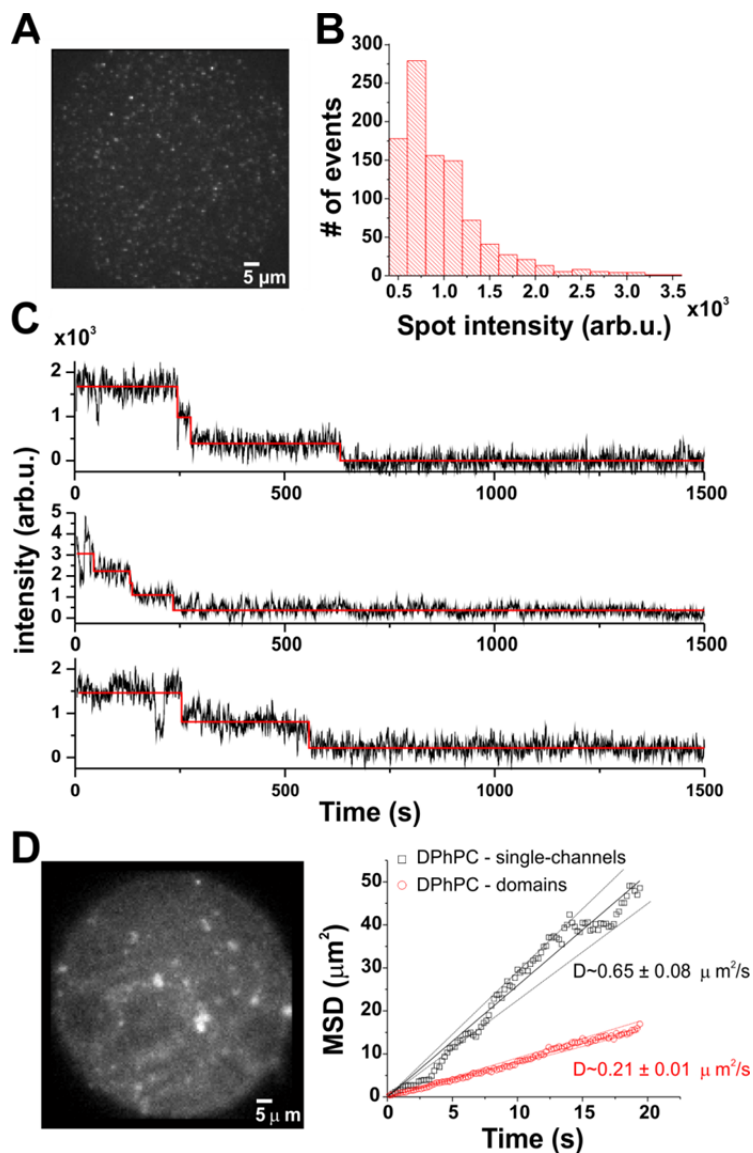 A
5 µm
B
# of events
300
250
200
150
100
50
0
0.5 1.0 1.5 2.0 2.5 3.0 3.5
x10³
Spot intensity (arb.u.)
C
x10³
intensity (arb.u.)
2
1
0
0 500 1000 1500
5
4
3
2
1
0
0 500 1000 1500
2
1
0
0 500 1000 1500
Time (s)
D
5 µ m
MSD (µm²)
50
40
30
20
10
0
DPhPC - single-channels
DPhPC - domains
D~0.65 ± 0.08 µ m²/s
D~0.21 ± 0.01 µ m²/s
0 5 10 15 20
Time (s)